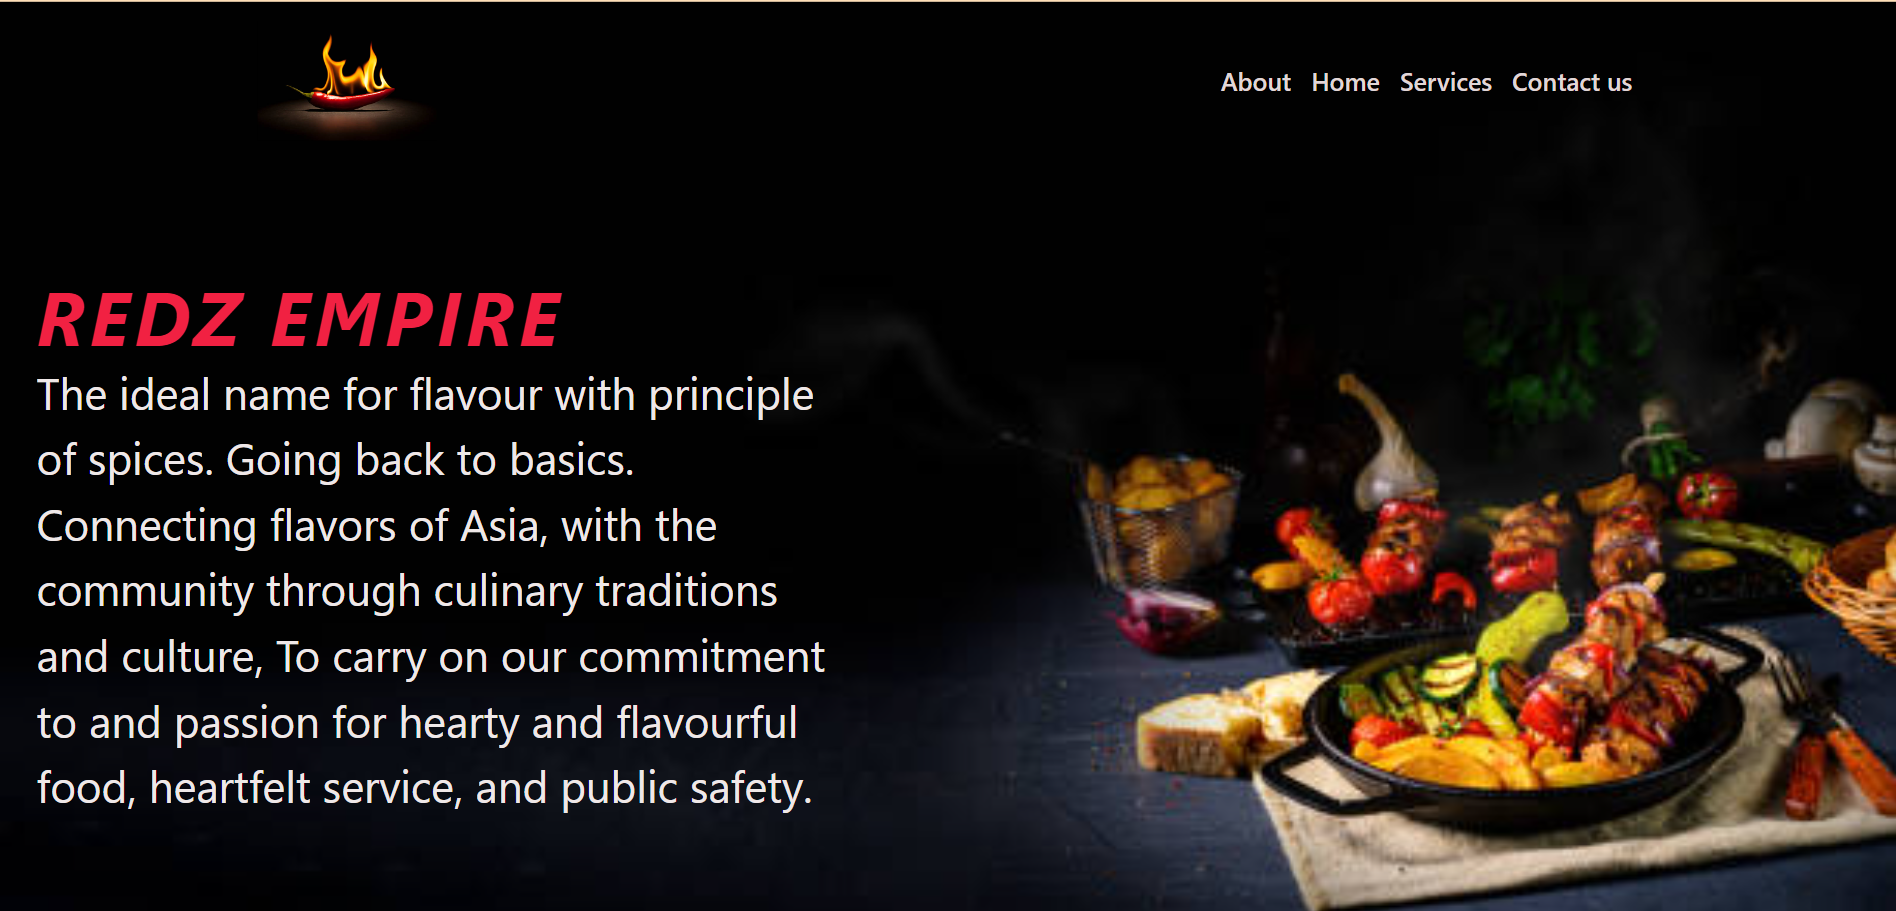 About Home Services Contact us
REDZ EMPIRE
The ideal name for flavour with principle
of spices. Going back to basics.
Connecting flavors of Asia, with the
community through culinary traditions
and culture, To carry on our commitment
to and passion for hearty and flavourful
food, heartfelt service, and public safety.